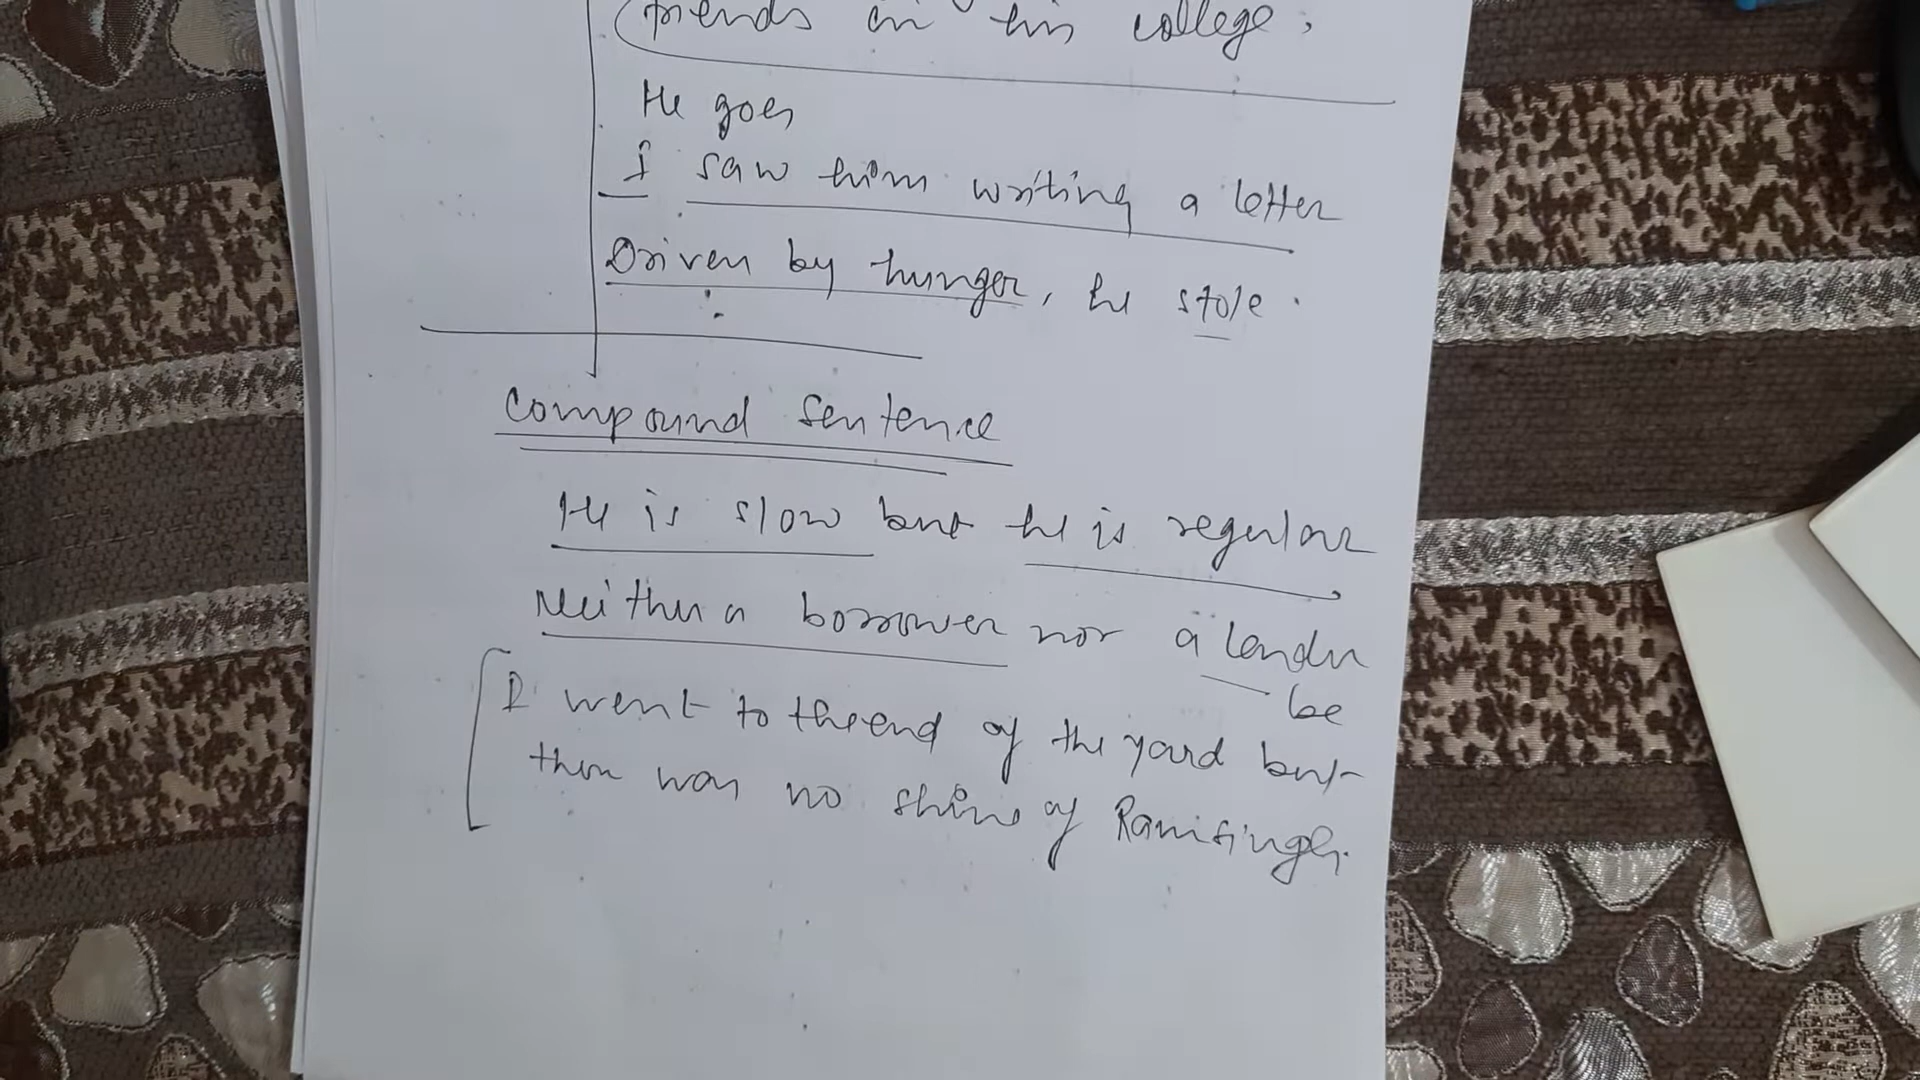 friends in his college,
He goes
I saw him writing a letter
Driven by hunger, he stole.
Compound Sentence
He is slow but he is regular
Neither a borrower nor a lender
be
I went to the end of the yard but
there was no of Ramsingh.